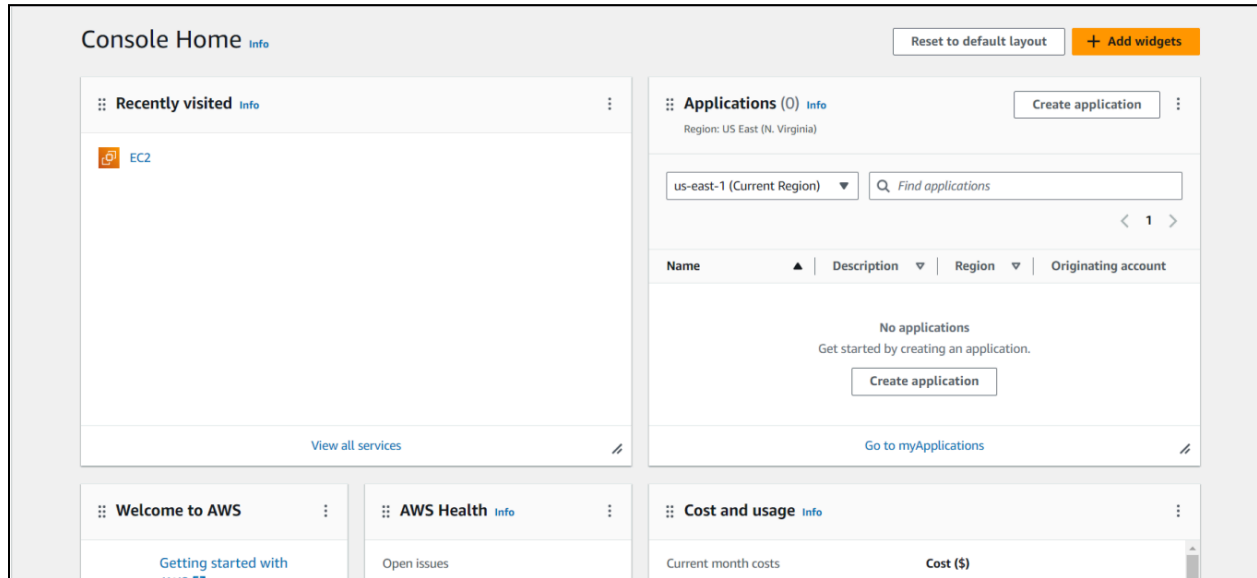 Console Home Info
Reset to default layout
+ Add widgets
Recently visited Info
EC2
View all services
Applications (0) Info
Region: US East (N. Virginia)
Create application
us-east-1 (Current Region)
Find applications
1
Name Description Region Originating account
No applications
Get started by creating an application.
Create application
Go to myApplications
Welcome to AWS
Getting started with
AWS Health Info
Open issues
Cost and usage Info
Current month costs Cost ($)